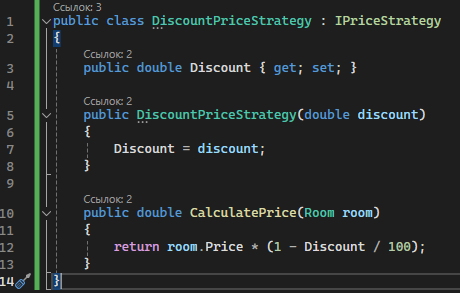 Ссылок: 3
1 public class DiscountPriceStrategy : IPriceStrategy
2 {
Ссылок: 2
3 public double Discount { get; set; }
4
Ссылок: 2
5 public DiscountPriceStrategy(double discount)
6 {
7 Discount = discount;
8 }
9
Ссылок: 2
10 public double CalculatePrice(Room room)
11 {
12 return room.Price * (1 - Discount / 100);
13 }
14 }